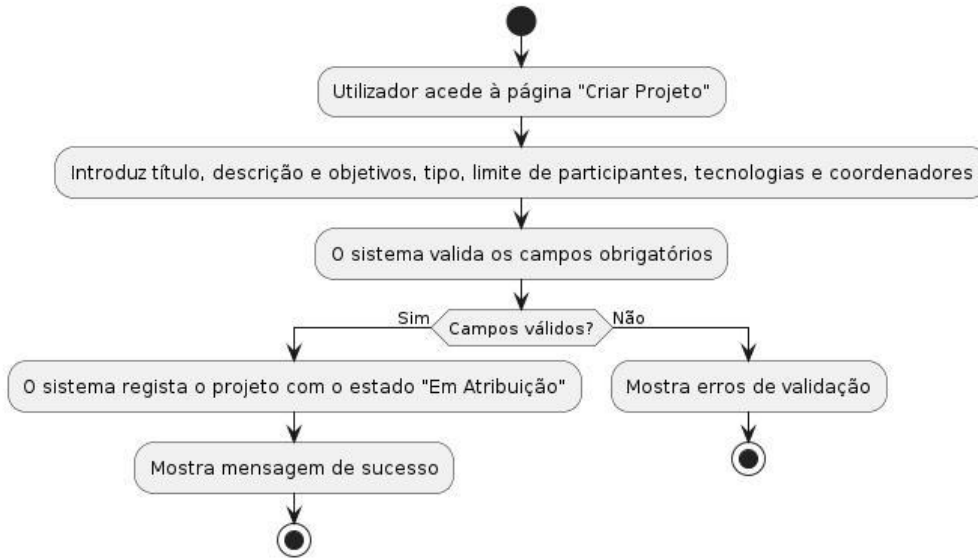 Utilizador acede à página "Criar Projeto"
Introduz título, descrição e objetivos, tipo, limite de participantes, tecnologias e coordenadores
O sistema valida os campos obrigatórios
Sim
Campos válidos?
Não
O sistema regista o projeto com o estado "Em Atribuição"
Mostra erros de validação
Mostra mensagem de sucesso